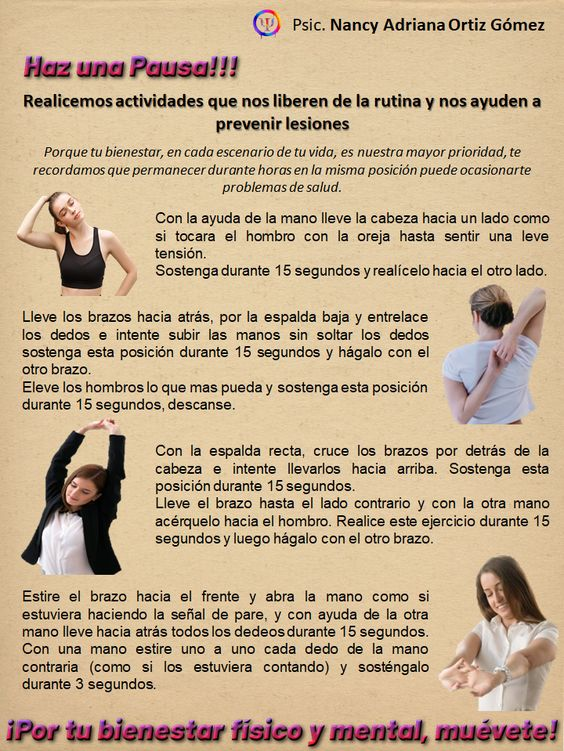 Psic. Nancy Adriana Ortiz Gómez
Haz una Pausa!!!
Realicemos actividades que nos liberen de la rutina y nos ayuden a
prevenir lesiones
Porque tu bienestar, en cada escenario de tu vida, es nuestra mayor prioridad, te
recordamos que permanecer durante horas en la misma posición puede ocasionarte
problemas de salud.
Con la ayuda de la mano lleve la cabeza hacia un lado como
si tocara el hombro con la oreja hasta sentir una leve
tensión.
Sostenga durante 15 segundos y realícelo hacia el otro lado.
Lleve los brazos hacia atrás, por la espalda baja y entrelace
los dedos e intente subir las manos sin soltar los dedos
sostenga esta posición durante 15 segundos y hágalo con el
otro brazo.
Eleve los hombros lo que mas pueda y sostenga esta posición
durante 15 segundos, descanse.
Con la espalda recta, cruce los brazos por detrás de la
cabeza e intente llevarlos hacia arriba. Sostenga esta
posición durante 15 segundos.
Lleve el brazo hasta el lado contrario y con la otra mano
acérquelo hacia el hombro. Realice este ejercicio durante 15
segundos y luego hágalo con el otro brazo.
Estire el brazo hacia el frente y abra la mano como si
estuviera haciendo la señal de pare, y con ayuda de la otra
mano lleve hacia atrás todos los dedeos durante 15 segundos.
Con una mano estire uno a uno cada dedo de la mano
contraria (como si los estuviera contando) y sosténgalo
durante 3 segundos.
¡Por tu bienestar físico y mental, muévete!